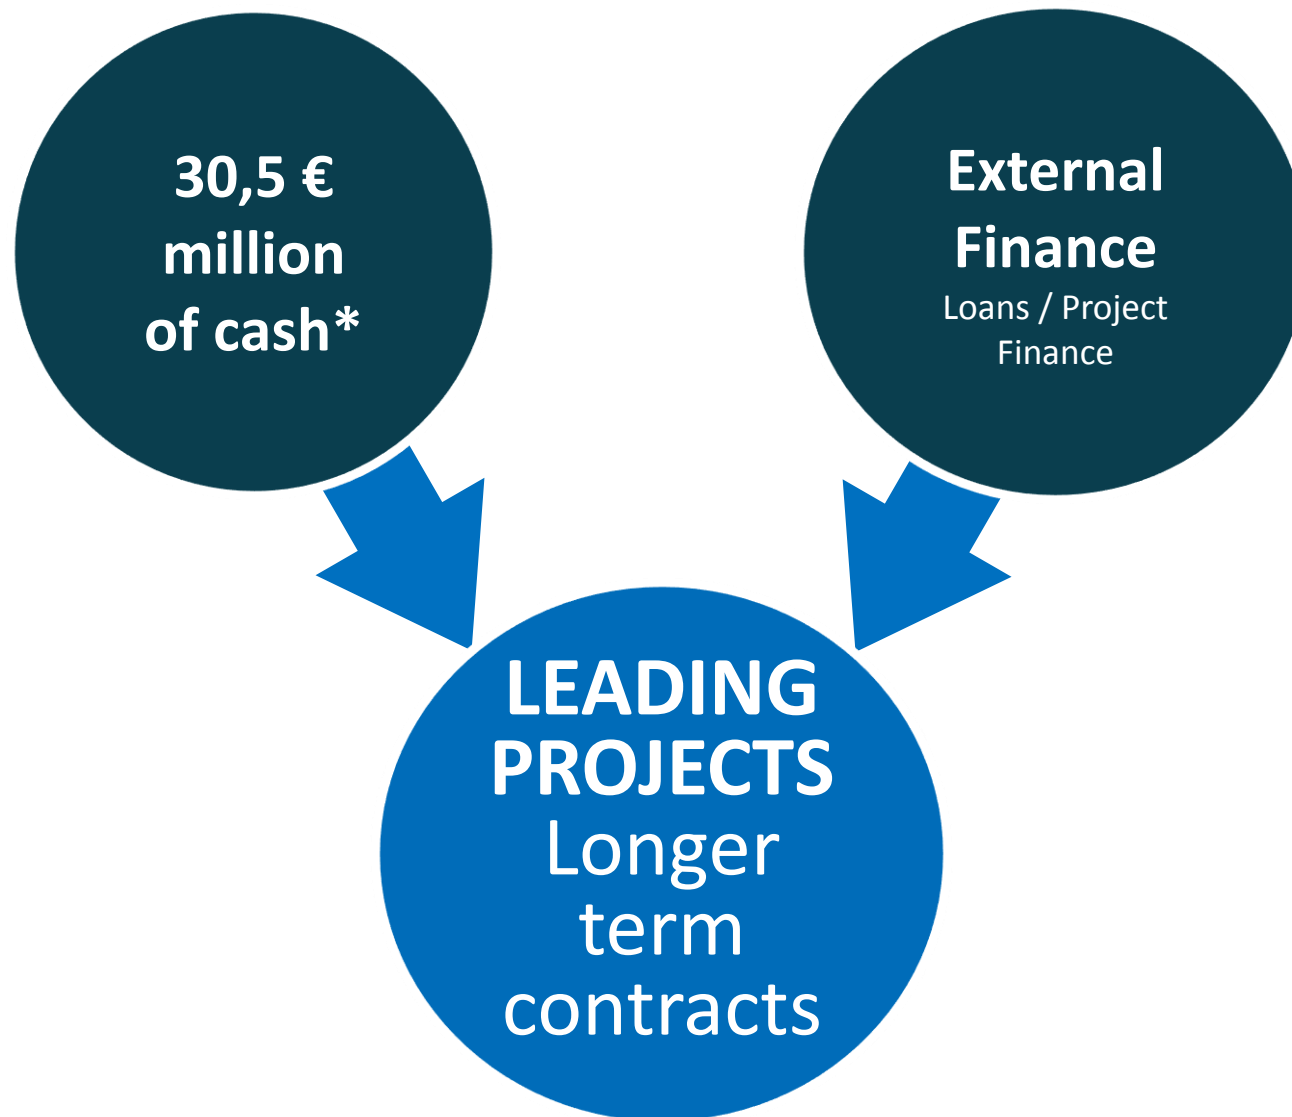 30,5 €
million
of cash*
External
Finance
Loans / Project
Finance
LEADING
PROJECTS
Longer
term
contracts